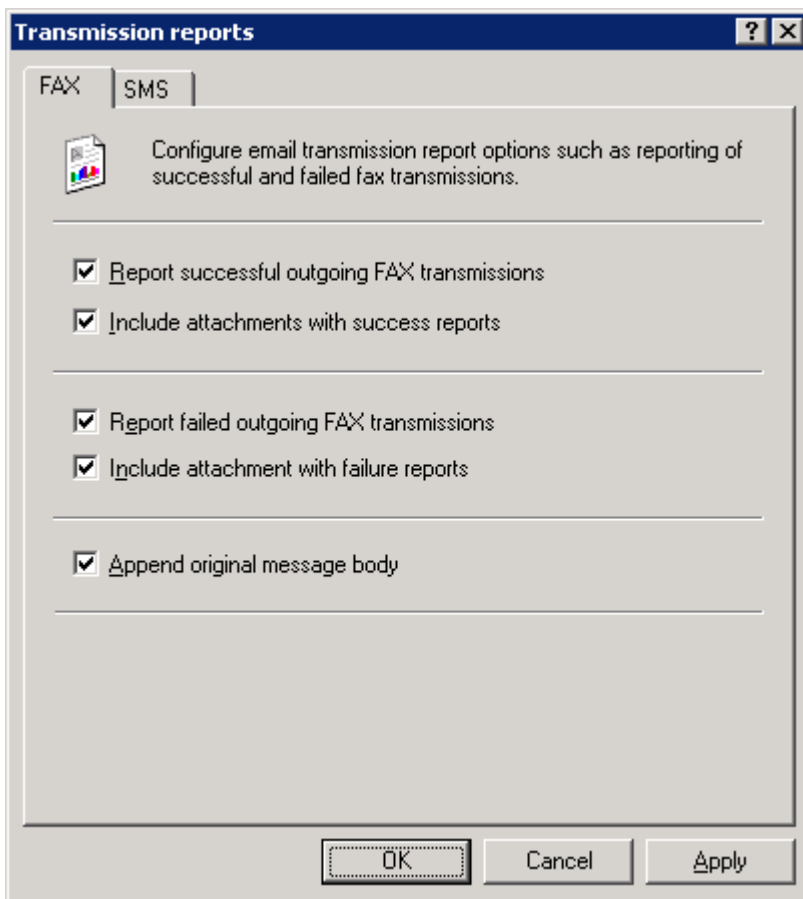 Transmission reports
FAX
SMS
Configure email transmission report options such as reporting of
successful and failed fax transmissions.
Report successful outgoing FAX transmissions
Include attachments with success reports
Report failed outgoing FAX transmissions
Include attachment with failure reports
Append original message body
OK
Cancel
Apply